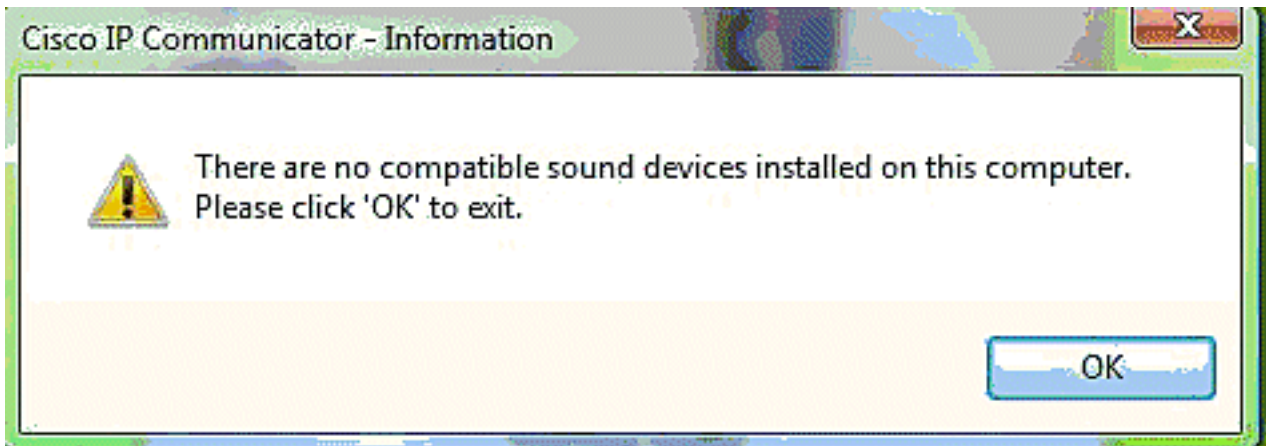 Cisco IP Communicator - Information
There are no compatible sound devices installed on this computer.
Please click 'OK' to exit.
OK